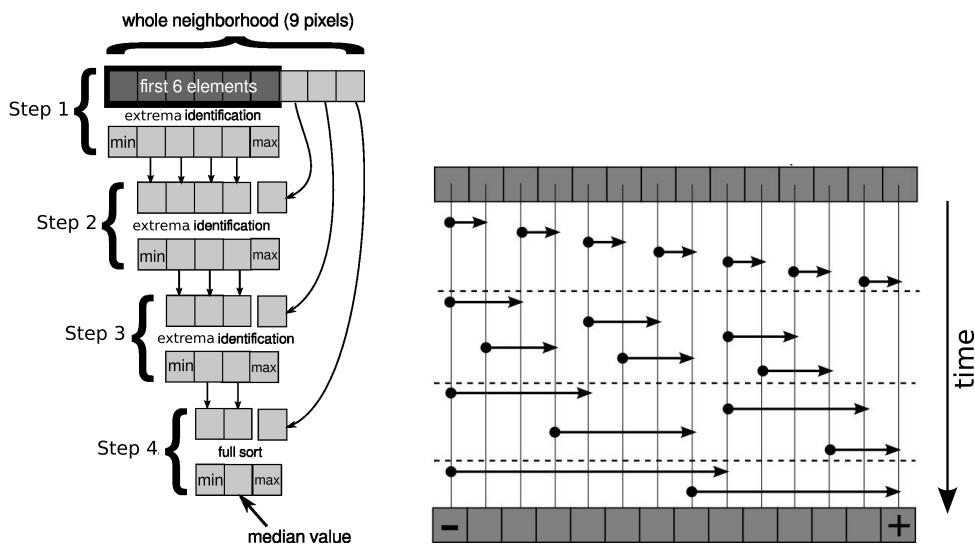 whole neighborhood (9 pixels)
Step 1
first 6 elements
extrema identification
min max
Step 2
extrema identification
min max
Step 3
extrema identification
min max
Step 4
full sort
min max
median value
time
− +